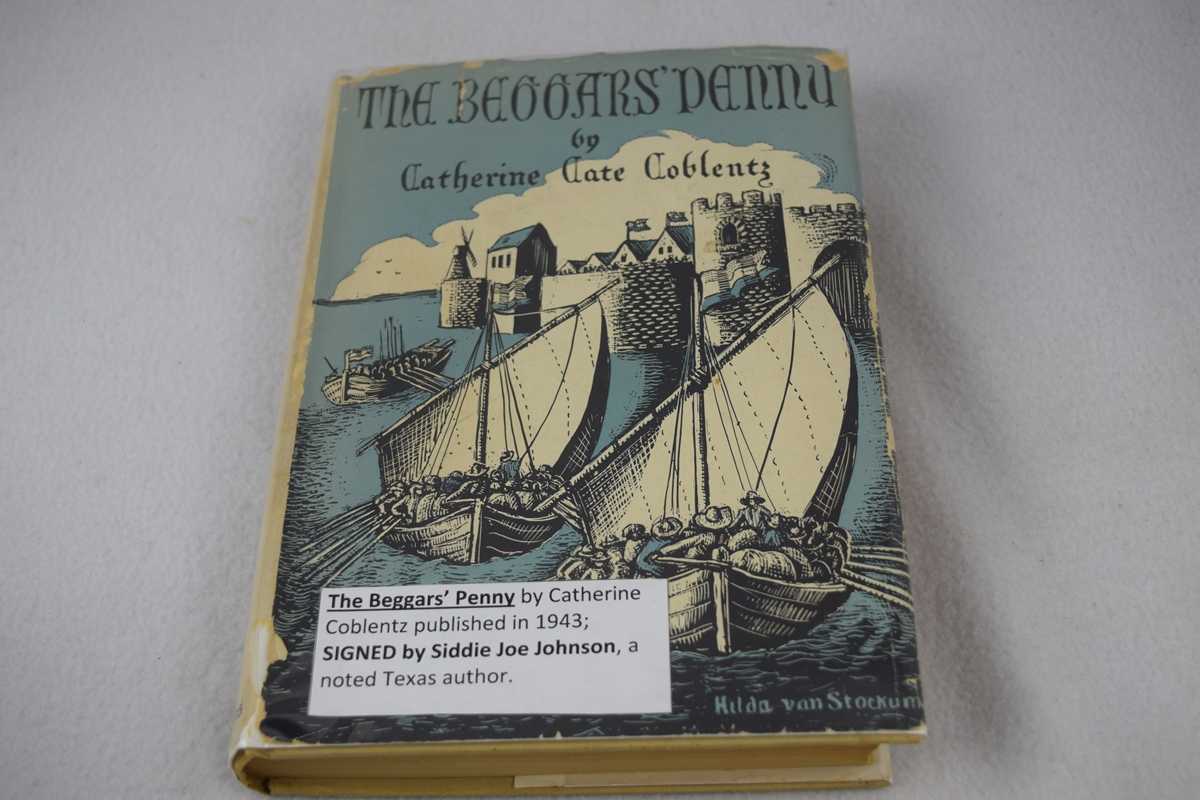 THE BEGGARS' PENNY
by
Catherine Cate Coblentz
The Beggars' Penny by Catherine
Coblentz published in 1943;
SIGNED by Siddie Joe Johnson, a
noted Texas author.
Hilda van Stockum